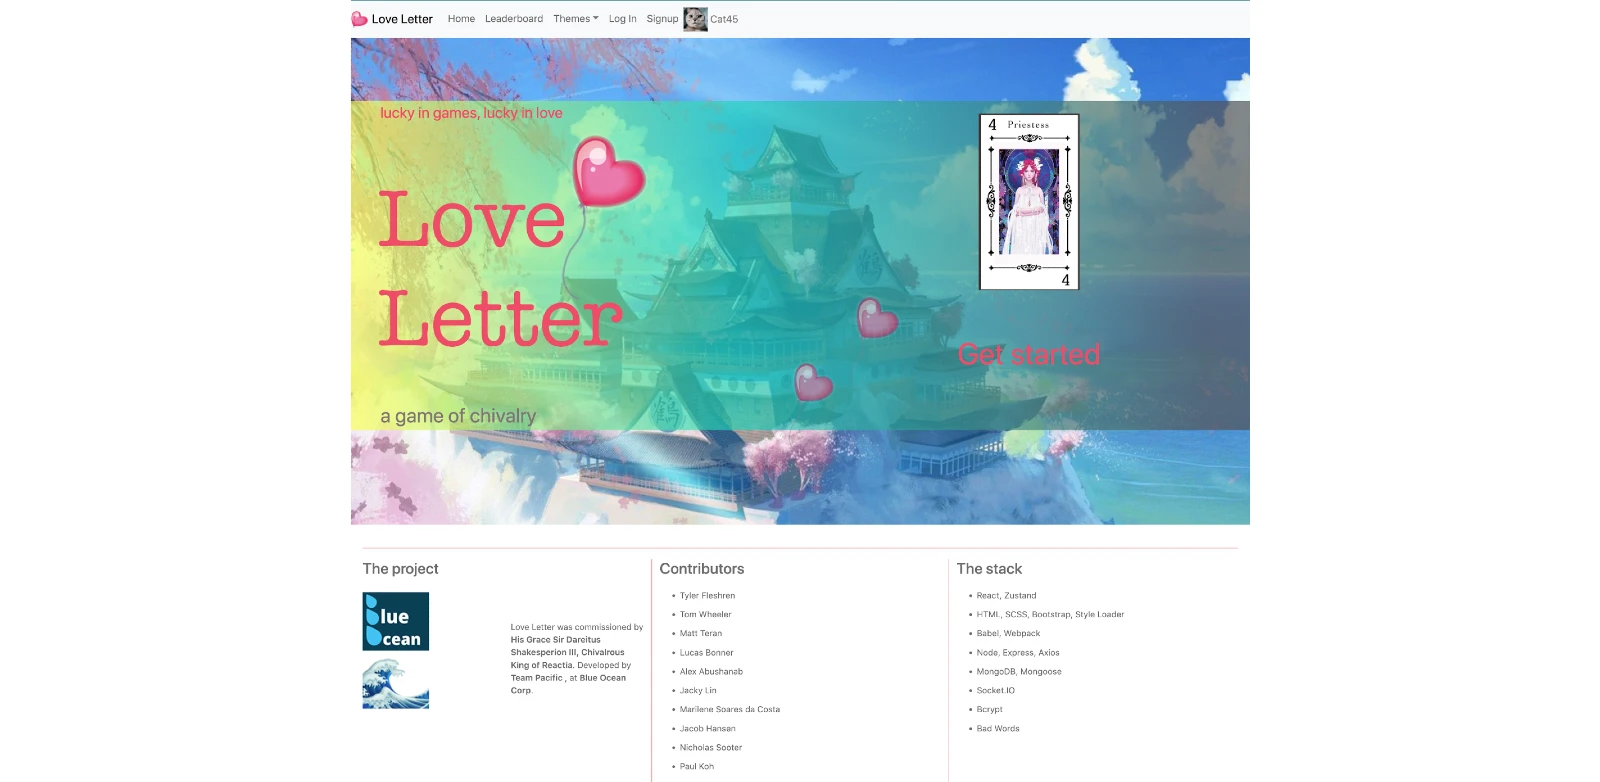 Love Letter Home Leaderboard Themes Log In Signup Cat45
lucky in games, lucky in love
Love
Letter
a game of chivalry
4 Priestess
4
Get started
鶴
鶴
The project
Blue
Ocean
Love Letter was commissioned by
His Grace Sir Dareitus
Shakesperion III, Chivalrous
King of Reactia. Developed by
Team Pacific , at Blue Ocean
Corp.
Contributors
• Tyler Fleshren
• Tom Wheeler
• Matt Teran
• Lucas Bonner
• Alex Abushanab
• Jacky Lin
• Marilene Soares da Costa
• Jacob Hansen
• Nicholas Sooter
• Paul Koh
The stack
• React, Zustand
• HTML, SCSS, Bootstrap, Style Loader
• Babel, Webpack
• Node, Express, Axios
• MongoDB, Mongoose
• Socket.IO
• Bcrypt
• Bad Words